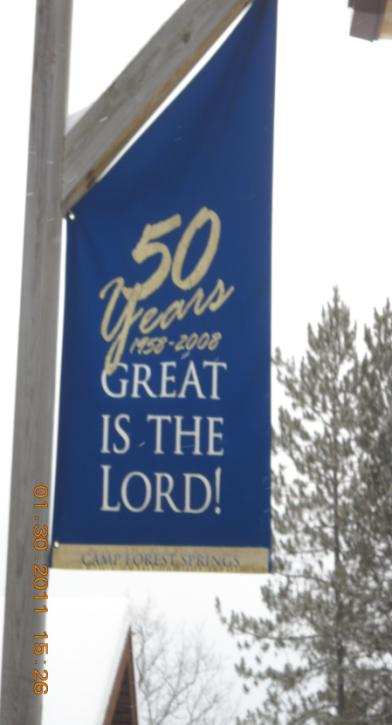 50
Years
1958-2008
GREAT
IS THE
LORD!
CAMP FOREST SPRINGS
01.30.2011 15:26